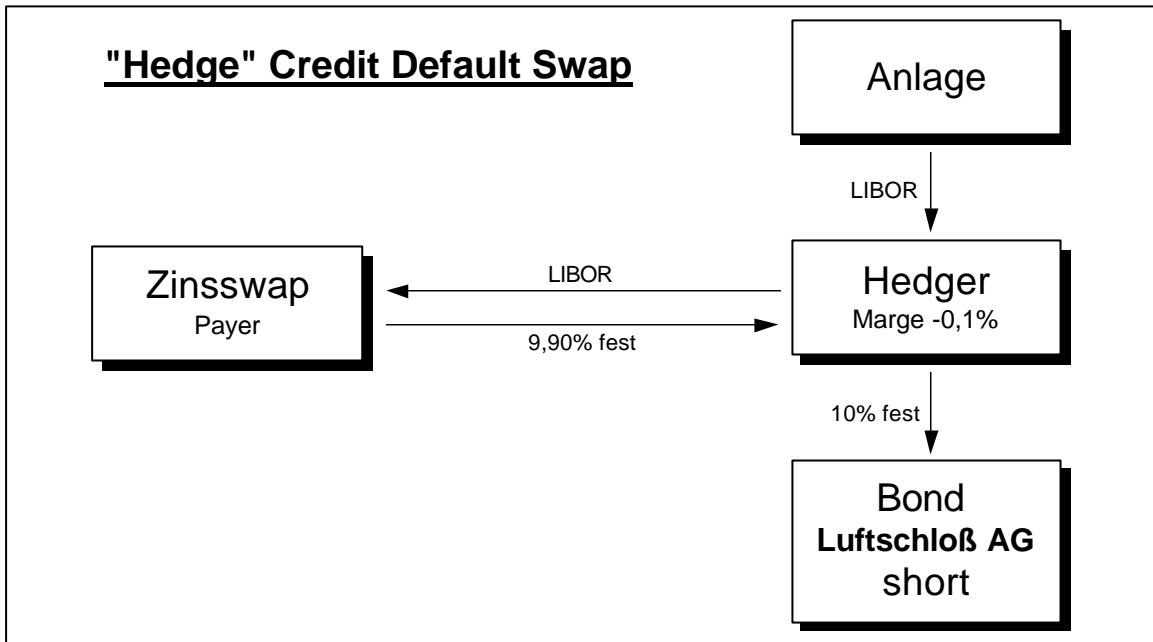 "Hedge" Credit Default Swap
Anlage
LIBOR
Zinsswap
Payer
LIBOR
9,90% fest
Hedger
Marge -0,1%
10% fest
Bond
Luftschloß AG
short